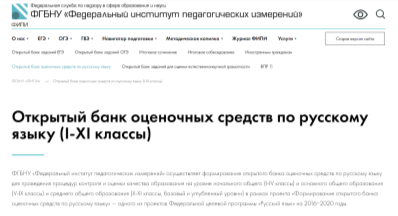 Федеральная служба по надзору в сфере образования и науки
ФГБНУ «Федеральный институт педагогических измерений»
ФИПИ
О нас ЕГЭ ОГЭ ГВЭ Навигатор подготовки Методическая копилка Журнал ФИПИ Услуги
Старая версия сайта
Открытый банк заданий ЕГЭ Открытый банк заданий ОГЭ Итоговое сочинение Итоговое собеседование Иностранным гражданам
Открытый банк оценочных средств по русскому языку Открытый банк заданий для оценки естественнонаучной грамотности
Открытый банк оценочных средств по русскому языку (I-XI классы)
Открытый банк оценочных средств по русскому
языку (I-XI классы)
ФГБНУ «Федеральный институт педагогических измерений» осуществляет формирование открытого банка оценочных средств по русскому языку
для проведения процедур контроля и оценки качества образования на уровне начального общего (I-IV классы) и основного общего образования
(V-IX классы) и среднего общего образования (X-XI классы, базовый и углубленный уровни) в рамках проекта «Формирование открытого банка
оценочных средств по русскому языку» – одного из проектов Федеральной целевой программы «Русский язык» на 2016-2020 годы.